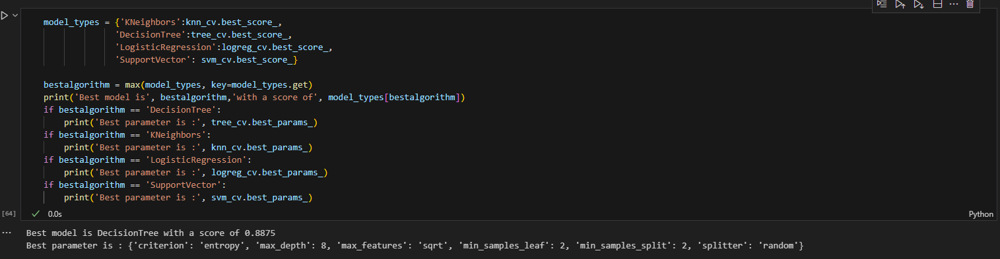 model_types = {'KNeighbors':knn_cv.best_score_,
'DecisionTree':tree_cv.best_score_,
'LogisticRegression':logreg_cv.best_score_,
'SupportVector': svm_cv.best_score_}
bestalgorithm = max(model_types, key=model_types.get)
print('Best model is', bestalgorithm,'with a score of', model_types[bestalgorithm])
if bestalgorithm == 'DecisionTree':
print('Best parameter is :', tree_cv.best_params_)
if bestalgorithm == 'KNeighbors':
print('Best parameter is :', knn_cv.best_params_)
if bestalgorithm == 'LogisticRegression':
print('Best parameter is :', logreg_cv.best_params_)
if bestalgorithm == 'SupportVector':
print('Best parameter is :', svm_cv.best_params_)
[64] 0.0s Python
Best model is DecisionTree with a score of 0.8875
Best parameter is : {'criterion': 'entropy', 'max_depth': 8, 'max_features': 'sqrt', 'min_samples_leaf': 2, 'min_samples_split': 2, 'splitter': 'random'}